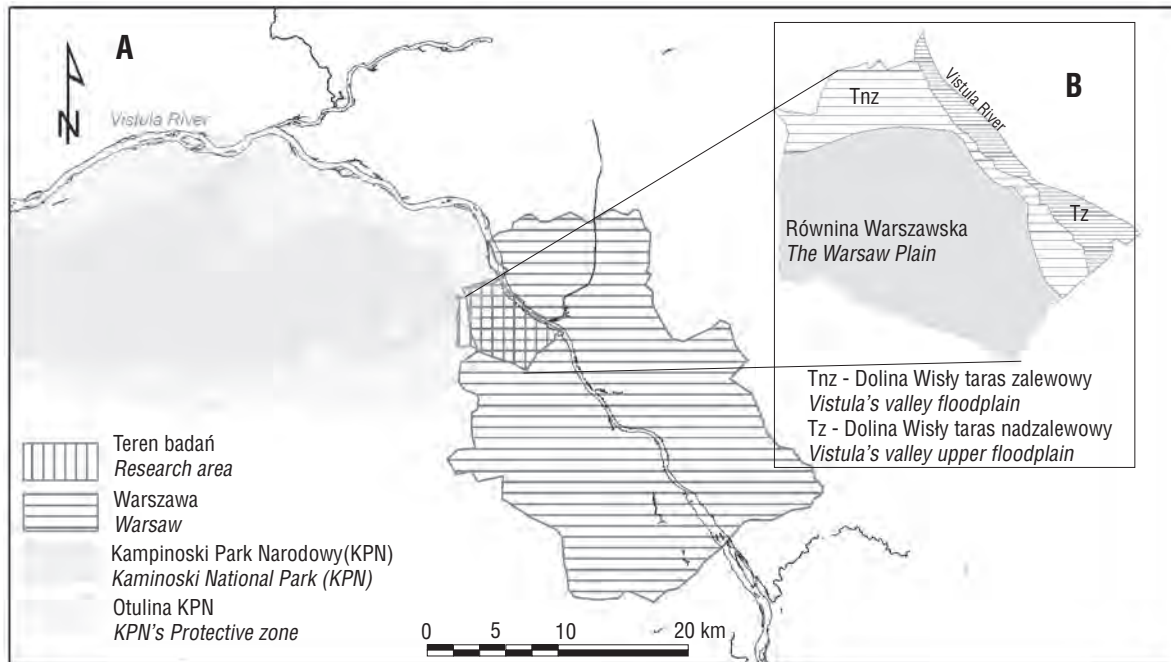 A
N
Vistula River
B
Tnz
Vistula River
Tz
Równina Warszawska
The Warsaw Plain
Tnz - Dolina Wisły taras zalewowy
Vistula's valley floodplain
Tz - Dolina Wisły taras nadzalewowy
Vistula's valley upper floodplain
Teren badań
Research area
Warszawa
Warsaw
Kampinoski Park Narodowy(KPN)
Kaminoski National Park (KPN)
Otulina KPN
KPN's Protective zone
0 5 10 20 km